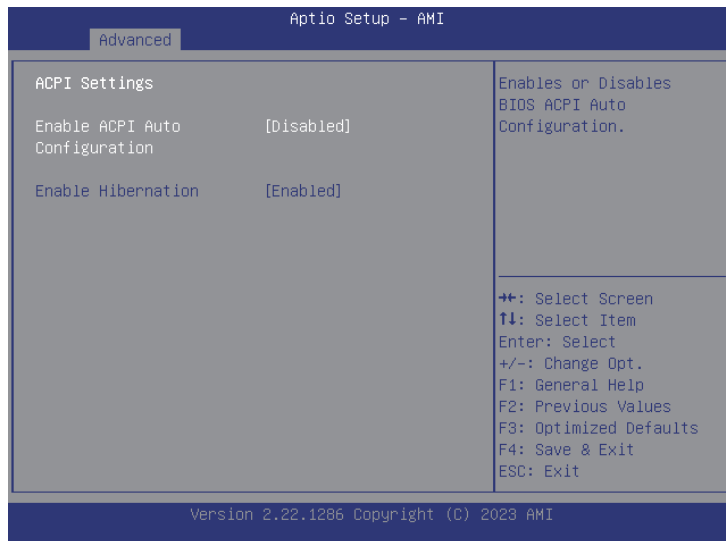 Aptio Setup – AMI
Advanced
ACPI Settings
Enable ACPI Auto [Disabled]
Configuration
Enable Hibernation [Enabled]
Enables or Disables
BIOS ACPI Auto
Configuration.
→←: Select Screen
↑↓: Select Item
Enter: Select
+/-: Change Opt.
F1: General Help
F2: Previous Values
F3: Optimized Defaults
F4: Save & Exit
ESC: Exit
Version 2.22.1286 Copyright (C) 2023 AMI